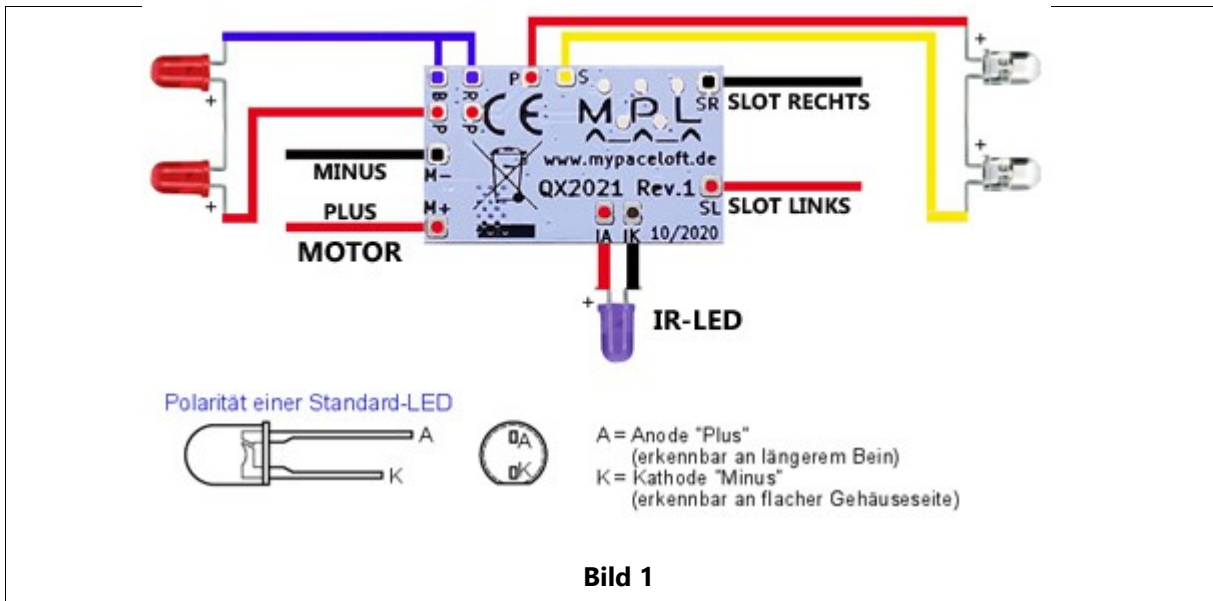 +
+
P
S
B
R
P
P
CE
MPL
SR
SLOT RECHTS
MINUS
M-
www.mypaceloft.de
PLUS
M+
QX2021 Rev.1
SL
SLOT LINKS
MOTOR
IA
IK
10/2020
+
+
+
IR-LED
Polarität einer Standard-LED
A
K
A
K
A = Anode "Plus"
(erkennbar an längerem Bein)
K = Kathode "Minus"
(erkennbar an flacher Gehäuseseite)
Bild 1